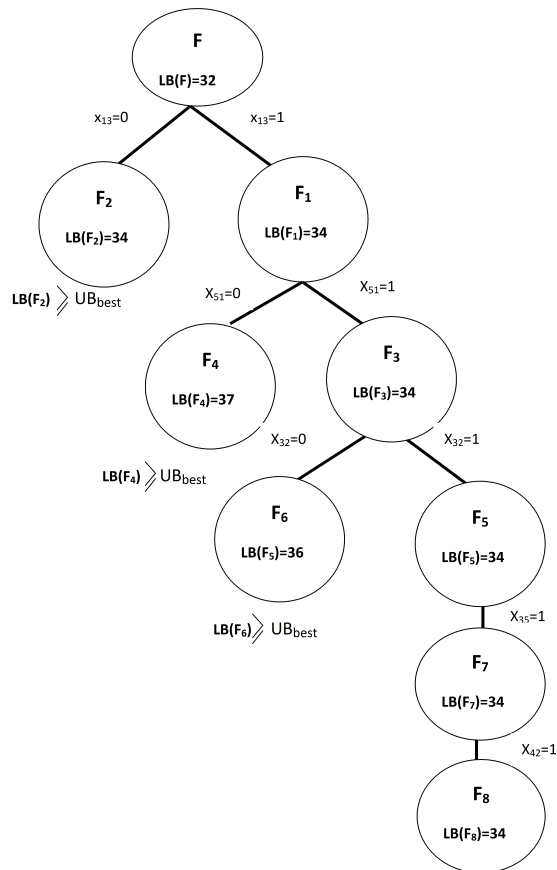 F
LB(F)=32
x₁₃=0
x₁₃=1
F₂
LB(F₂)=34
F₁
LB(F₁)=34
LB(F₂) ⩾ UBbest
X₅₁=0
X₅₁=1
F₄
LB(F₄)=37
F₃
LB(F₃)=34
X₃₂=0
X₃₂=1
LB(F₄) ⩾ UBbest
F₆
LB(F₅)=36
F₅
LB(F₅)=34
LB(F₆) ⩾ UBbest
X₃₅=1
F₇
LB(F₇)=34
X₄₂=1
F₈
LB(F₈)=34